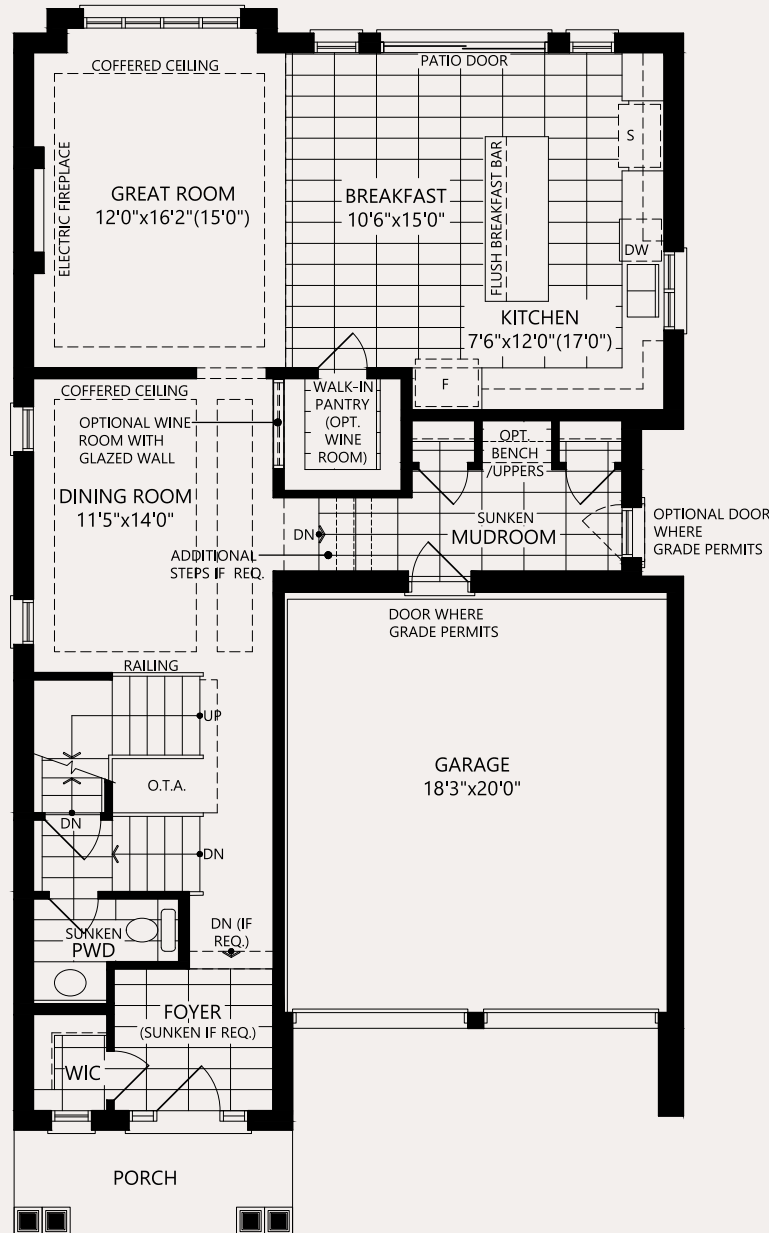 COFFERED CEILING
PATIO DOOR
ELECTRIC FIREPLACE
GREAT ROOM
12'0"x16'2"(15'0")
BREAKFAST
10'6"x15'0"
FLUSH BREAKFAST BAR
S
DW
KITCHEN
7'6"x12'0"(17'0")
F
COFFERED CEILING
WALK-IN
PANTRY
(OPT.
WINE
ROOM)
OPTIONAL WINE
ROOM WITH
GLAZED WALL
OPT.
BENCH
/UPPERS
DINING ROOM
11'5"x14'0"
SUNKEN
MUDROOM
DN
OPTIONAL DOOR
WHERE
GRADE PERMITS
ADDITIONAL
STEPS IF REQ.
DOOR WHERE
GRADE PERMITS
RAILING
UP
O.T.A.
GARAGE
18'3"x20'0"
DN
DN
SUNKEN
PWD
DN (IF
REQ.)
FOYER
(SUNKEN IF REQ.)
WIC
PORCH